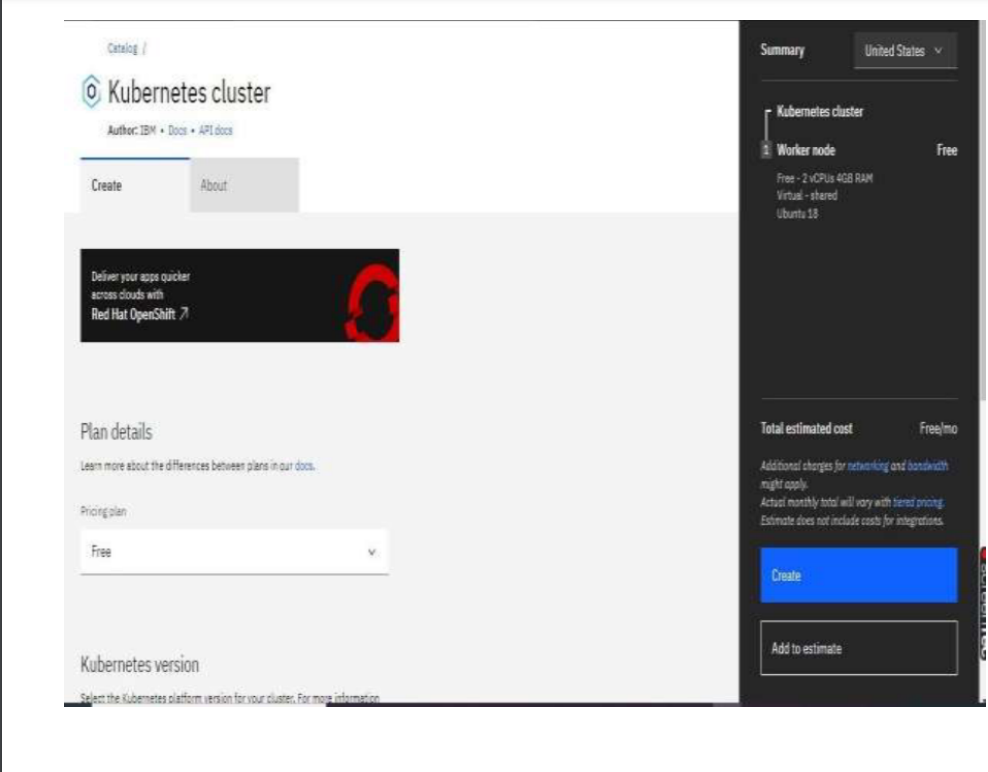 Catalog /
Kubernetes cluster
Author: IBM • Docs • API docs
Create
About
Deliver your apps quicker
across clouds with
Red Hat OpenShift
Plan details
Learn more about the differences between plans in our docs.
Pricing plan
Free
Kubernetes version
Select the Kubernetes platform version for your cluster. For more information
Summary
United States
Kubernetes cluster
1 Worker node Free
Free - 2 vCPUs 4GB RAM
Virtual - shared
Ubuntu 18
Total estimated cost Free/mo
Additional charges for networking and bandwidth
might apply.
Actual monthly total will vary with tiered pricing.
Estimate does not include costs for integrations.
Create
Add to estimate